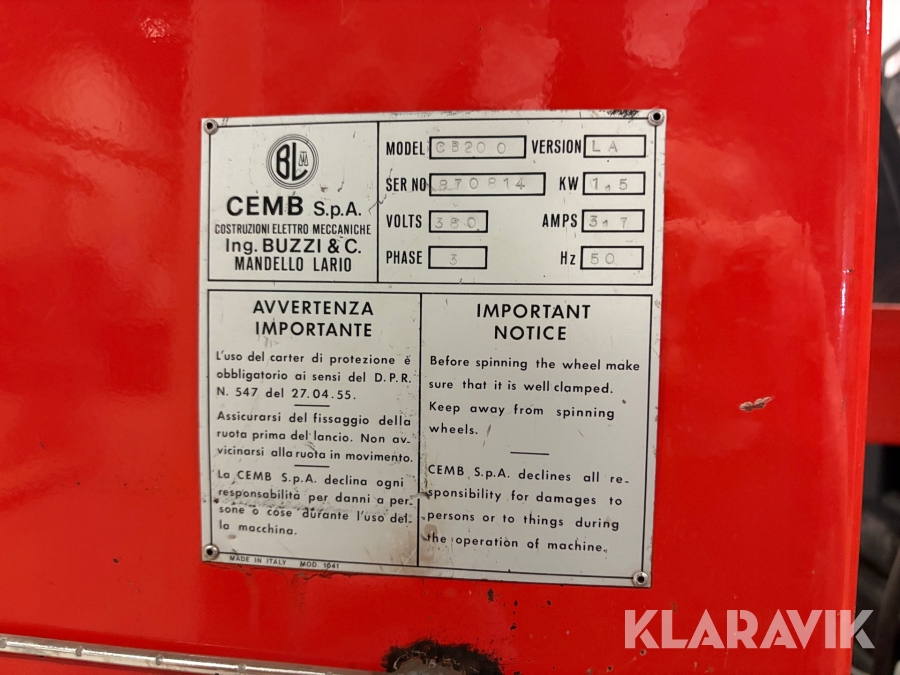 BL
CEMB S.p.A.
COSTRUZIONI ELETTRO MECCANICHE
Ing. BUZZI & C.
MANDELLO LARIO
MODEL CB200 VERSION LA
SER NO 870814 KW 1,5
VOLTS 380 AMPS 3,7
PHASE 3 Hz 50
AVVERTENZA
IMPORTANTE
L'uso del carter di protezione è
obbligatorio ai sensi del D.P.R.
N. 547 del 27.04.55.
Assicurarsi del fissaggio della
ruota prima del lancio. Non av-
vicinarsi alla ruota in movimento.
La CEMB S.p.A. declina ogni
responsabilità per danni a per-
sone o cose durante l'uso del-
la macchina.
IMPORTANT
NOTICE
Before spinning the wheel make
sure that it is well clamped.
Keep away from spinning
wheels.
CEMB S.p.A. declines all re-
sponsibility for damages to
persons or to things during
the operation of machine.
MADE IN ITALY MOD. 1041
KLARAVIK